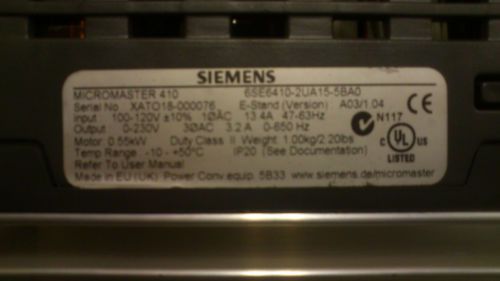 SIEMENS
MICROMASTER 410 6SE6410-2UA15-5BA0
Serial No XATO18-000076 E-Stand (Version) A03/1.04
Input 100-120V ±10% 1ØAC 13.4A 47-63Hz
Output 0-230V 3ØAC 3.2 A 0-650 Hz
Motor 0.55kW Duty Class II Weight 1.00kg/2.20lbs
Temp Range -10 - +50°C IP20 (See Documentation)
Refer To User Manual
Made in EU (UK) Power Conv.equip. 5B33 www.siemens.de/micromaster
CE
N117
C UL US
LISTED